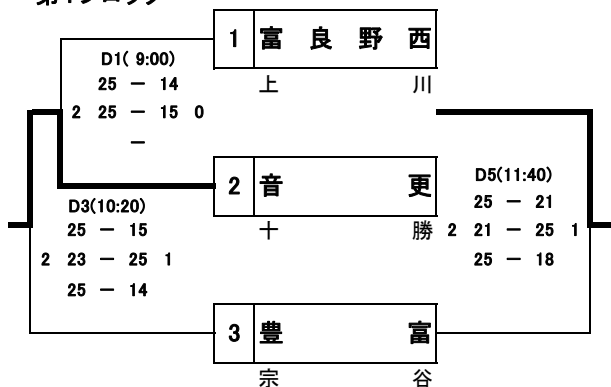 1 富良野西
D1( 9:00)
上川
25 － 14
2 25 － 15 0
－
2 音更
十勝
D3(10:20)
25 － 15
2 23 － 25 1
25 － 14
D5(11:40)
25 － 21
2 21 － 25 1
25 － 18
3 豊富
宗谷